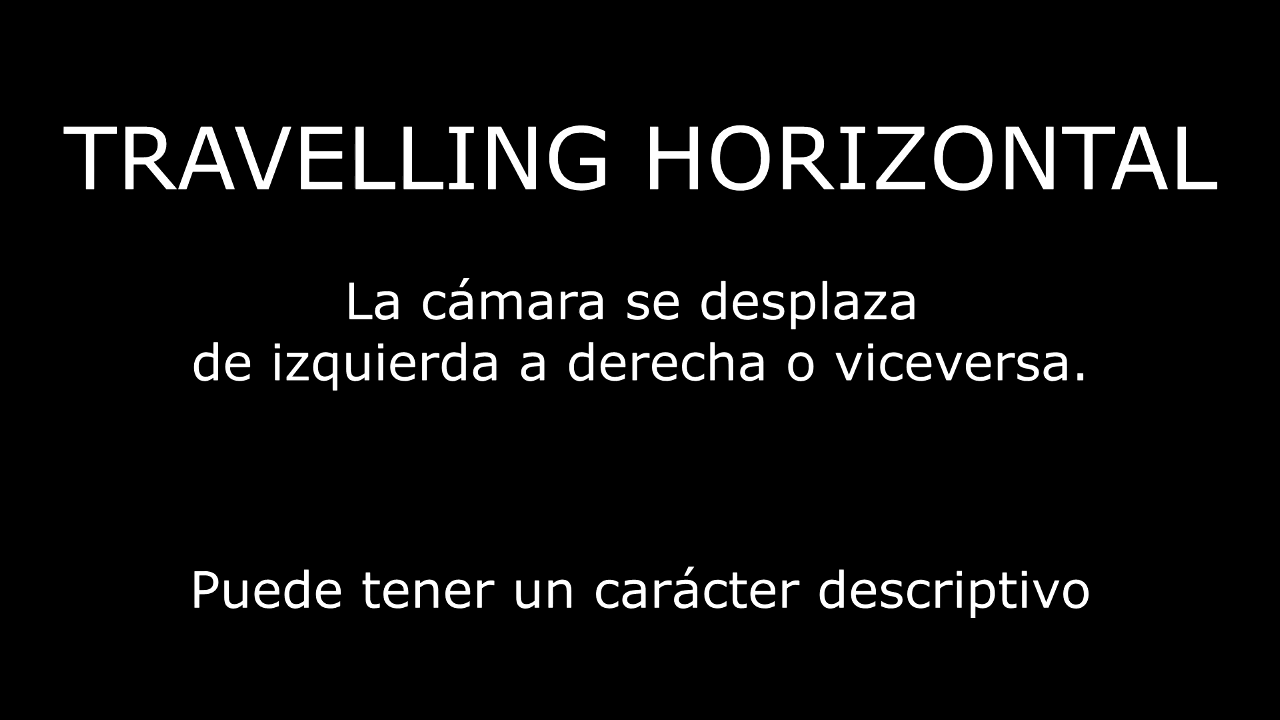 TRAVELLING HORIZONTAL
La cámara se desplaza
de izquierda a derecha o viceversa.
Puede tener un carácter descriptivo